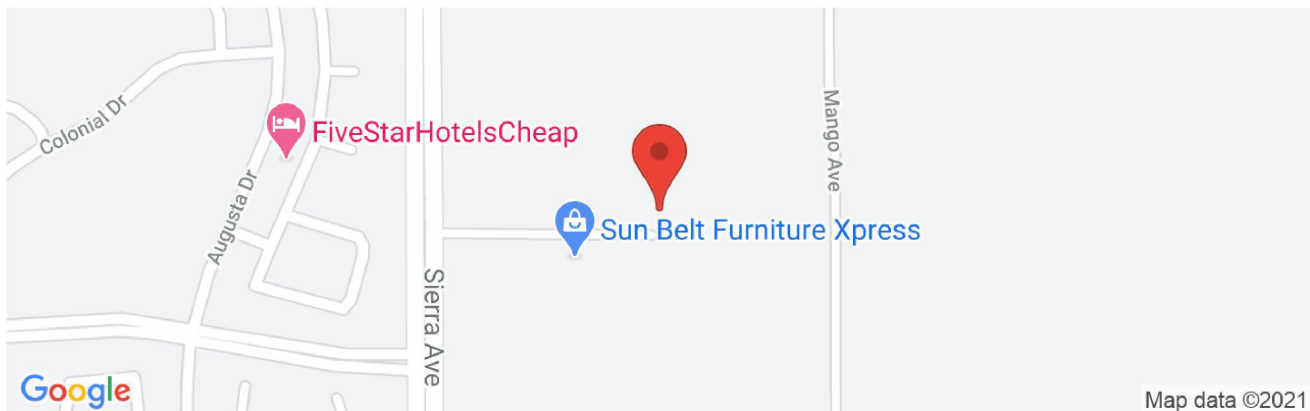 Colonial Dr
FiveStarHotelsCheap
Mango Ave
Augusta Dr
Sun Belt Furniture Xpress
Sierra Ave
Google
Map data ©2021